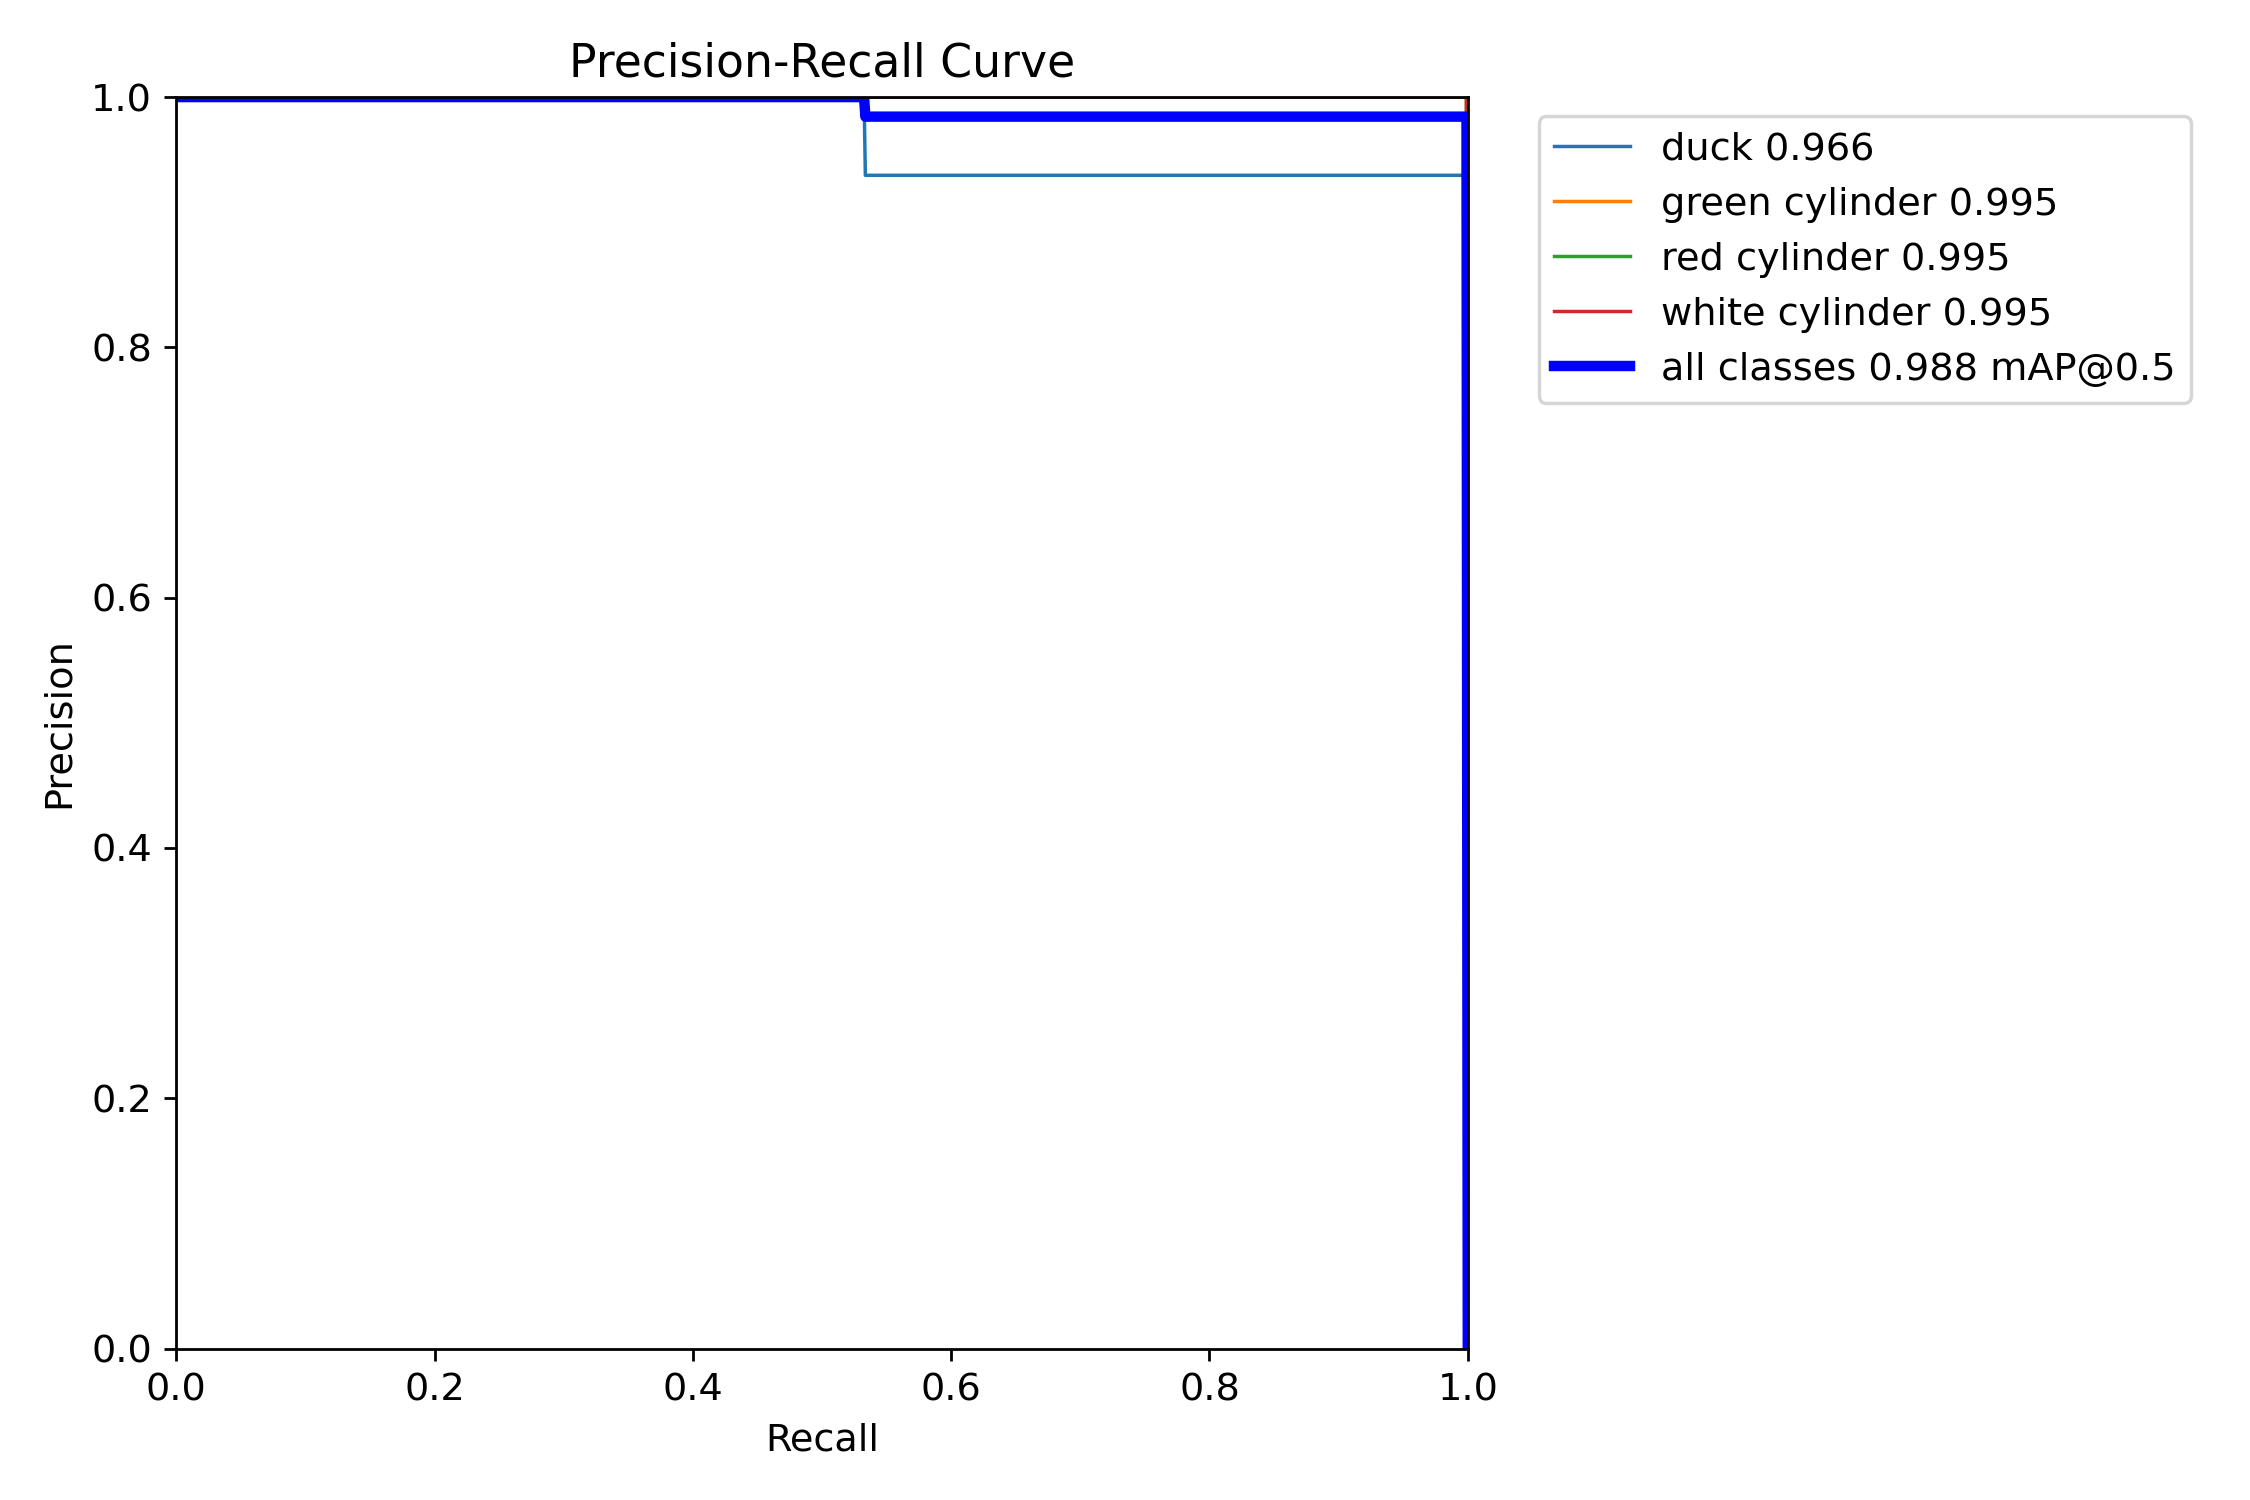 Precision-Recall Curve
1.0
0.8
0.6
0.4
0.2
0.0
Precision
0.0 0.2 0.4 0.6 0.8 1.0
Recall
duck 0.966
green cylinder 0.995
red cylinder 0.995
white cylinder 0.995
all classes 0.988 mAP@0.5